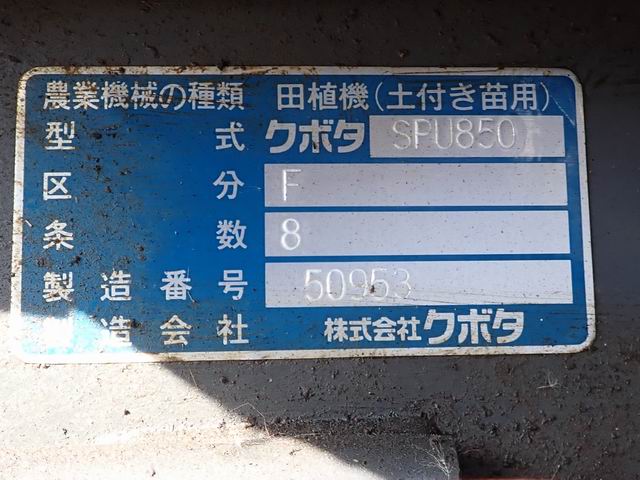 農業機械の種類 田植機(土付き苗用)
型式 クボタ SPU850
区分 F
条数 8
製造番号 50953
製造会社 株式会社クボタ